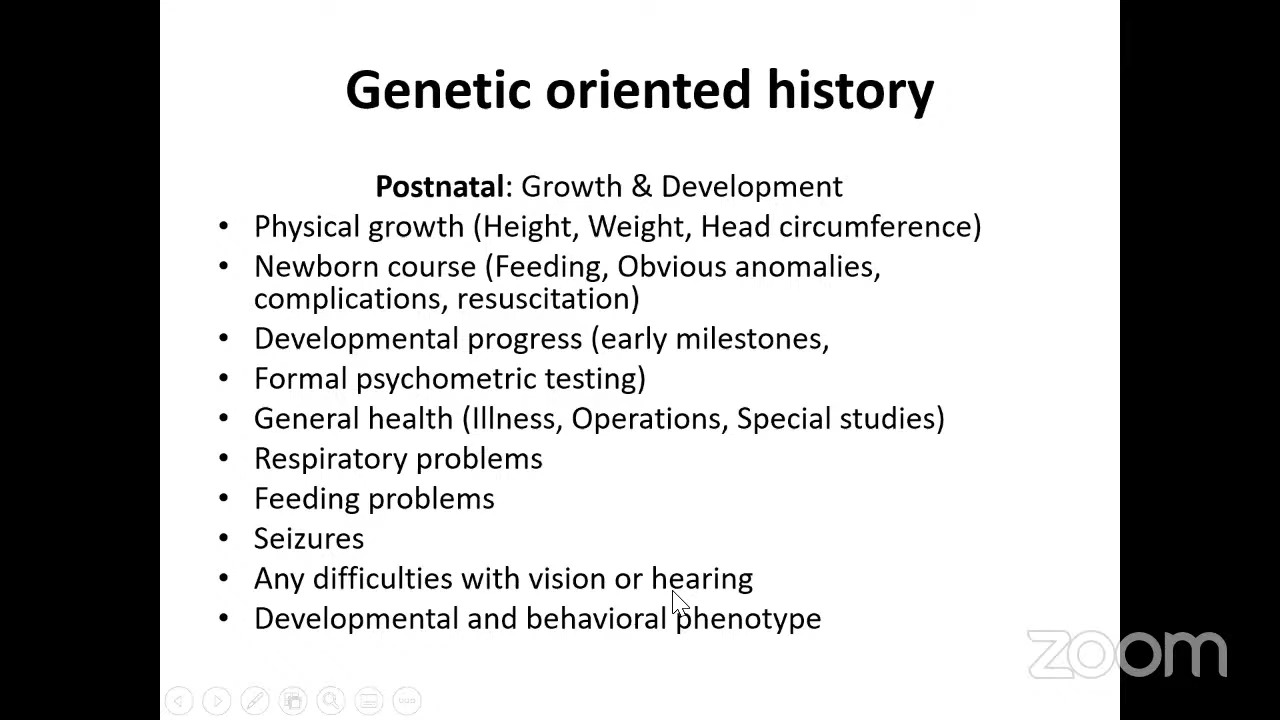 Genetic oriented history
Postnatal: Growth & Development
• Physical growth (Height, Weight, Head circumference)
• Newborn course (Feeding, Obvious anomalies,
complications, resuscitation)
• Developmental progress (early milestones,
• Formal psychometric testing)
• General health (Illness, Operations, Special studies)
• Respiratory problems
• Feeding problems
• Seizures
• Any difficulties with vision or hearing
• Developmental and behavioral phenotype
zoom